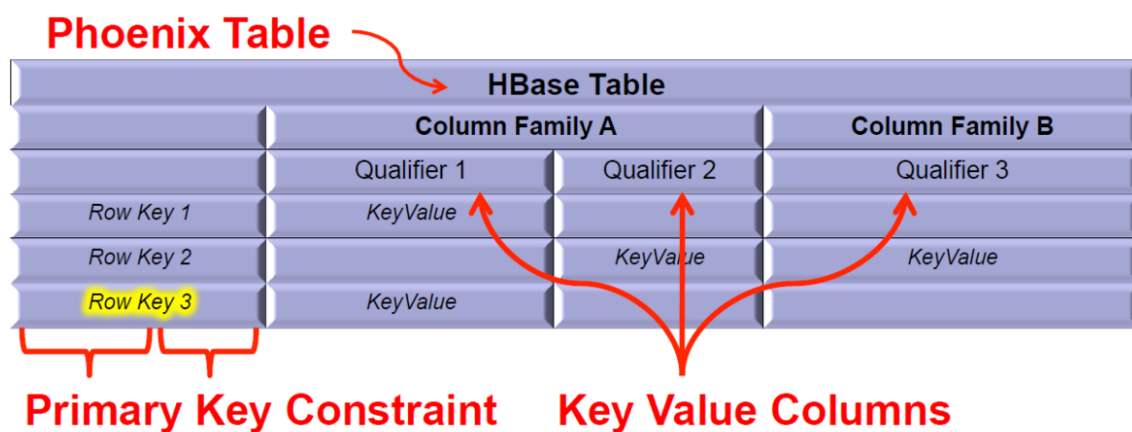 Phoenix Table
HBase Table
Column Family A Column Family B
Qualifier 1 Qualifier 2 Qualifier 3
Row Key 1 KeyValue
Row Key 2 KeyValue KeyValue
Row Key 3 KeyValue
Primary Key Constraint Key Value Columns